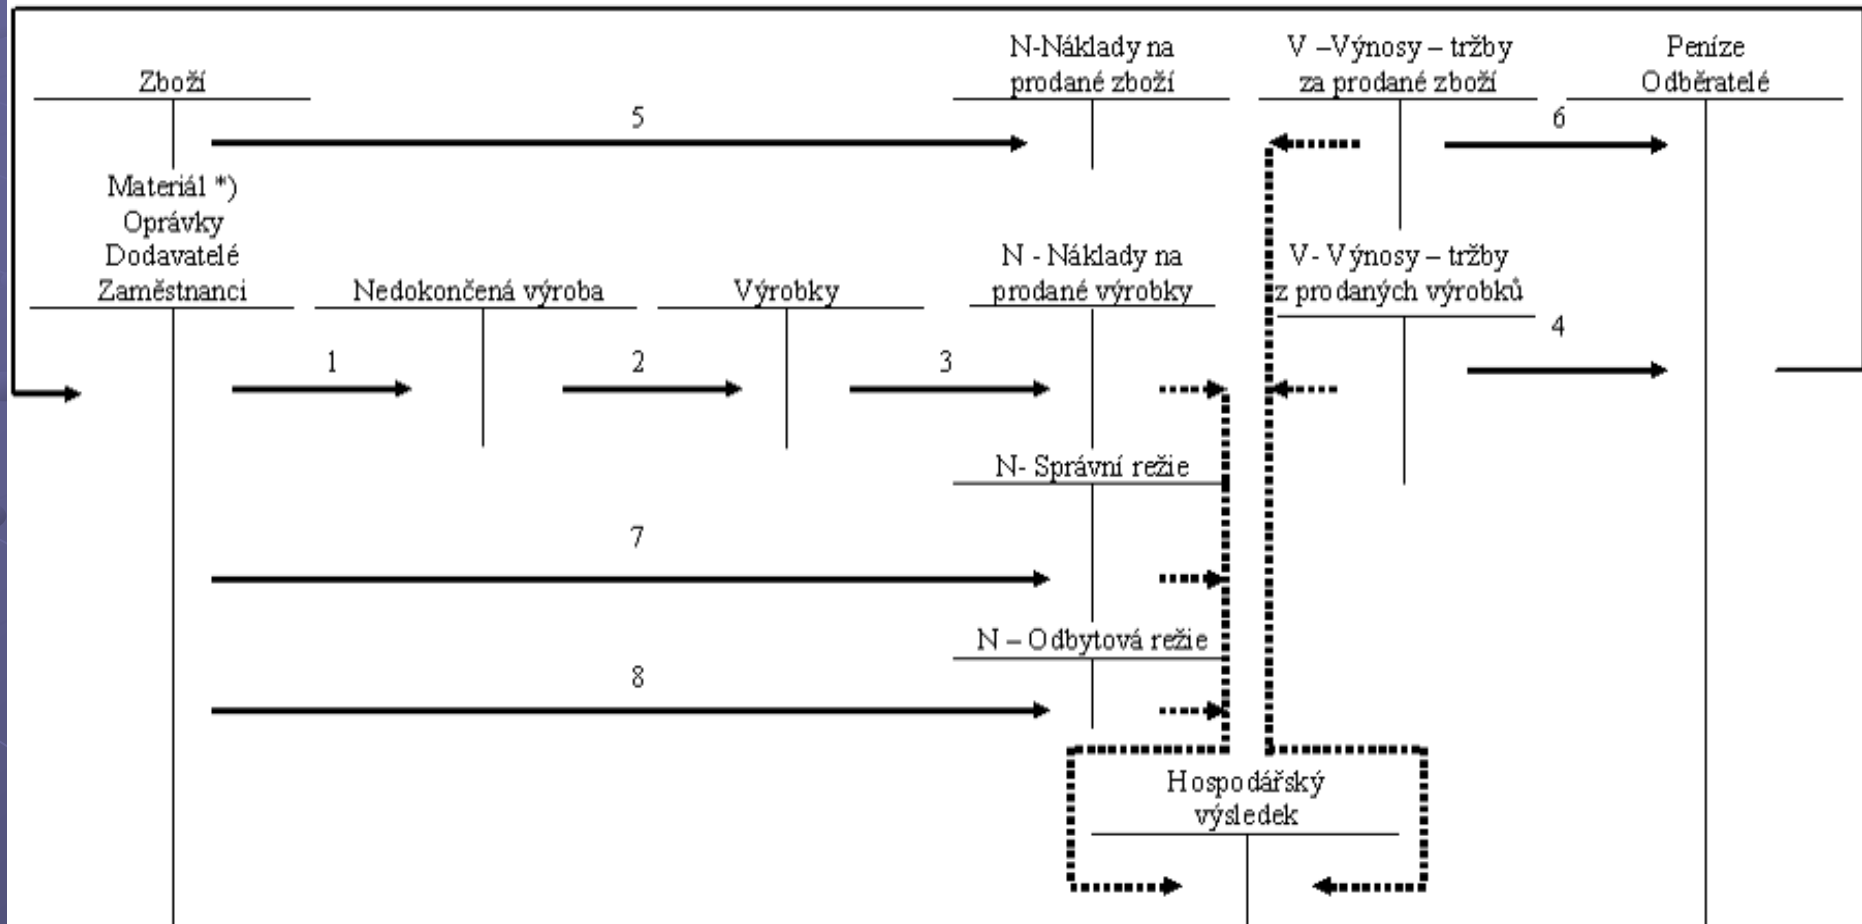 N-Náklady na
prodané zboží
V –Výnosy – tržby
za prodané zboží
Peníze
Odběratelé
Zboží
5
6
Materiál *)
Oprávky
Dodavatelé
Zaměstnanci
Nedokončená výroba
Výrobky
N - Náklady na
prodané výrobky
V- Výnosy – tržby
z prodaných výrobků
1
2
3
4
N- Správní režie
7
N – Odbytová režie
8
Hospodářský
výsledek